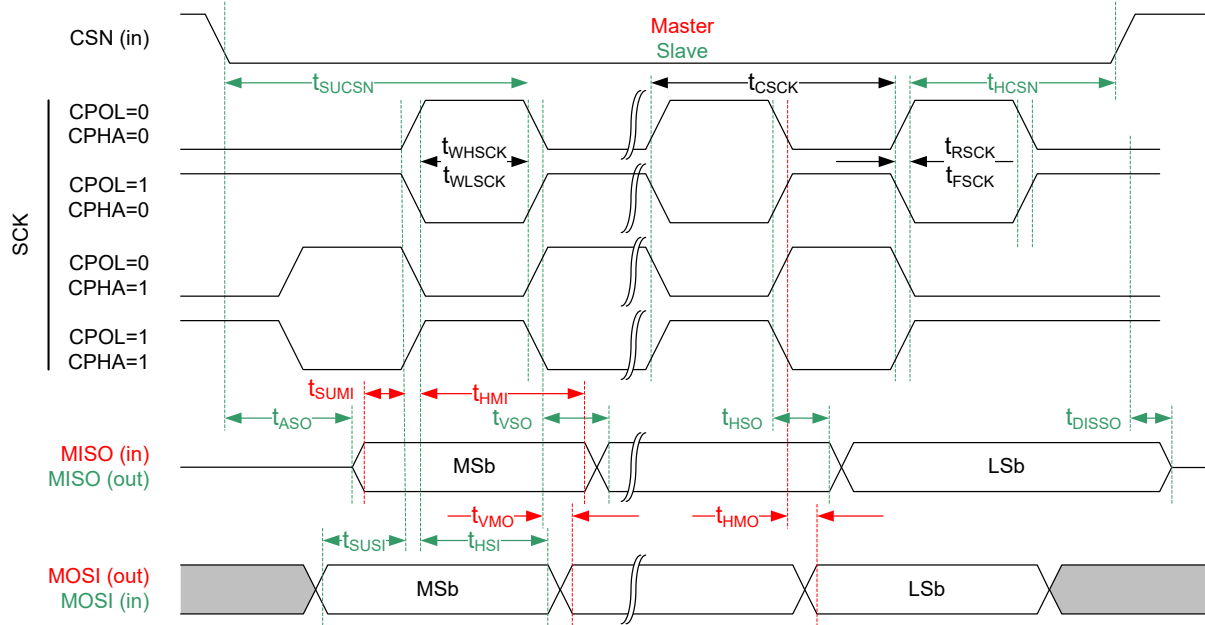 CSN (in)
Master
Slave
tSUCSN
tCSCK
tHCSN
SCK
CPOL=0
CPHA=0
tWHSCK
tWLSCK
tRSCK
tFSCK
CPOL=1
CPHA=0
CPOL=0
CPHA=1
CPOL=1
CPHA=1
tSUMI
tHMI
tASO
tVSO
tHSO
tDISSO
MISO (in)
MISO (out)
MSb
LSb
tVMO
tHMO
tSUSI
tHSI
MOSI (out)
MOSI (in)
MSb
LSb